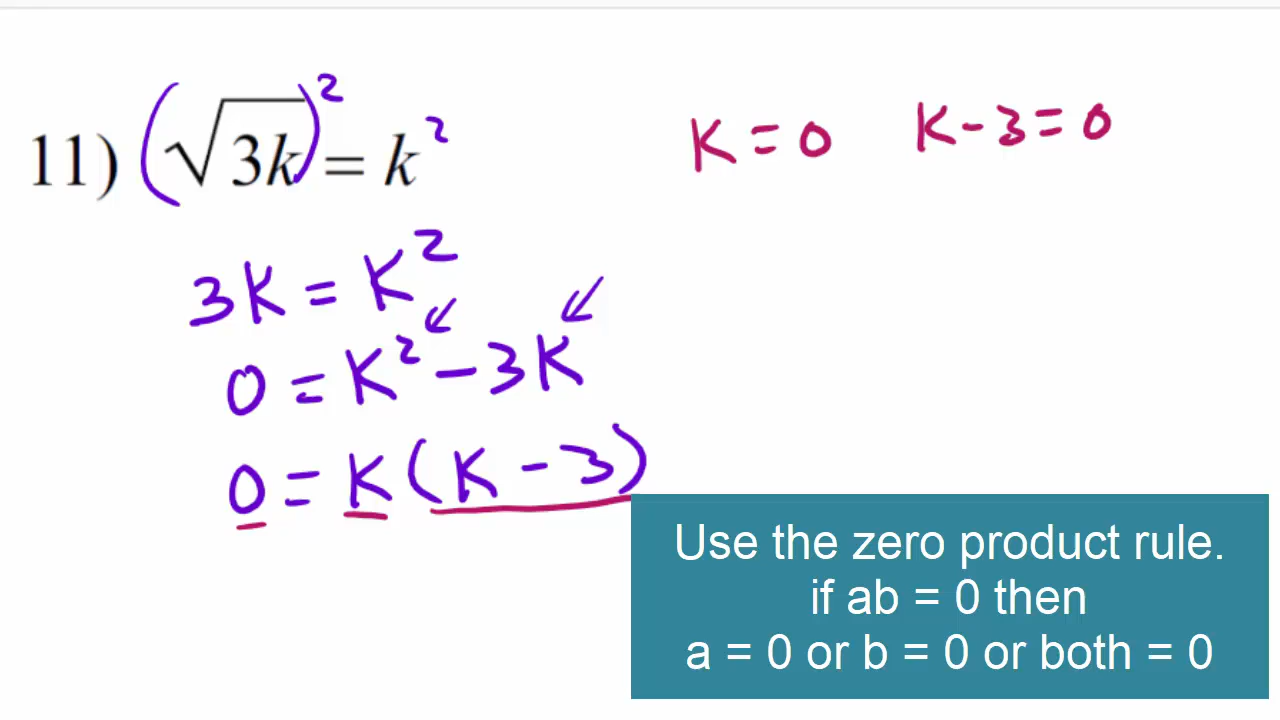 11) (√3k)² = k²
K = 0
K - 3 = 0
3K = K²
0 = K² - 3K
0 = K(K - 3)
Use the zero product rule.
if ab = 0 then
a = 0 or b = 0 or both = 0